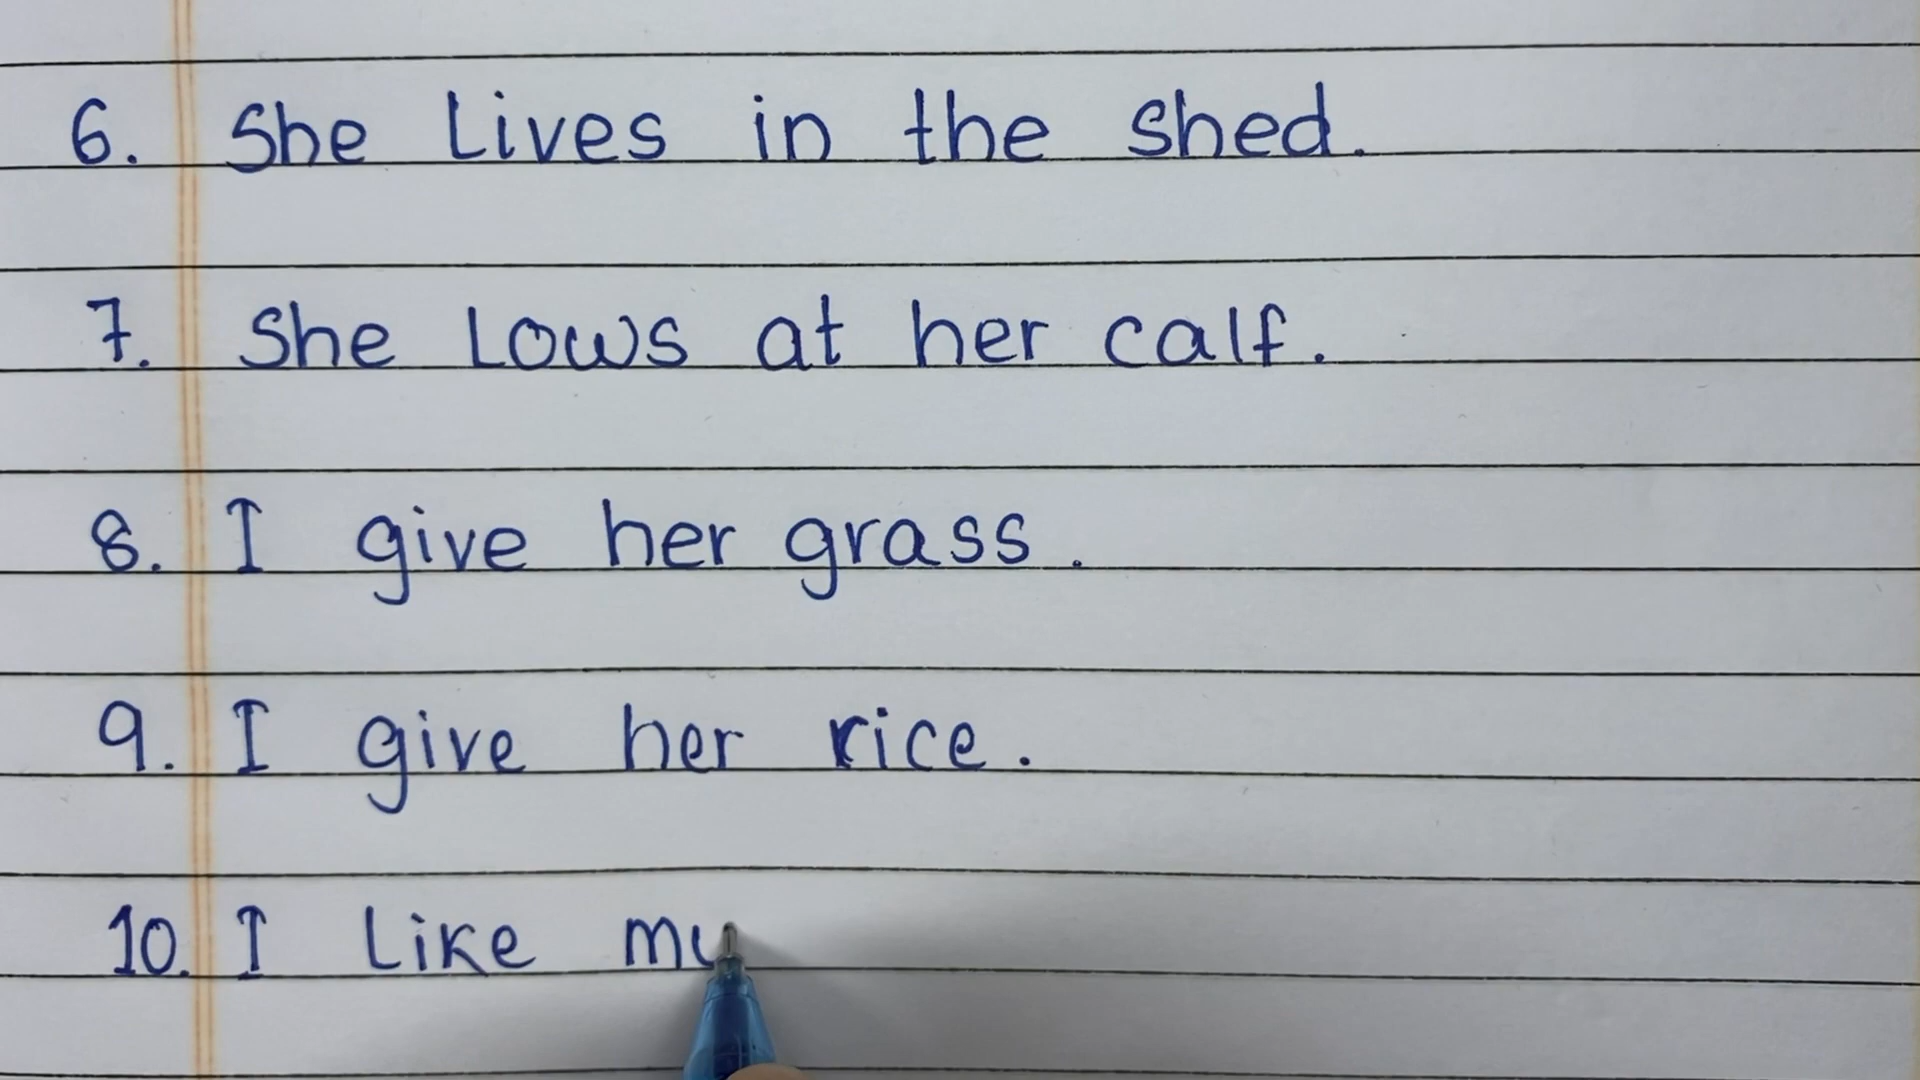 6. She Lives in the shed.
7. She Lows at her calf.
8. I give her grass.
9. I give her rice.
10. I Like